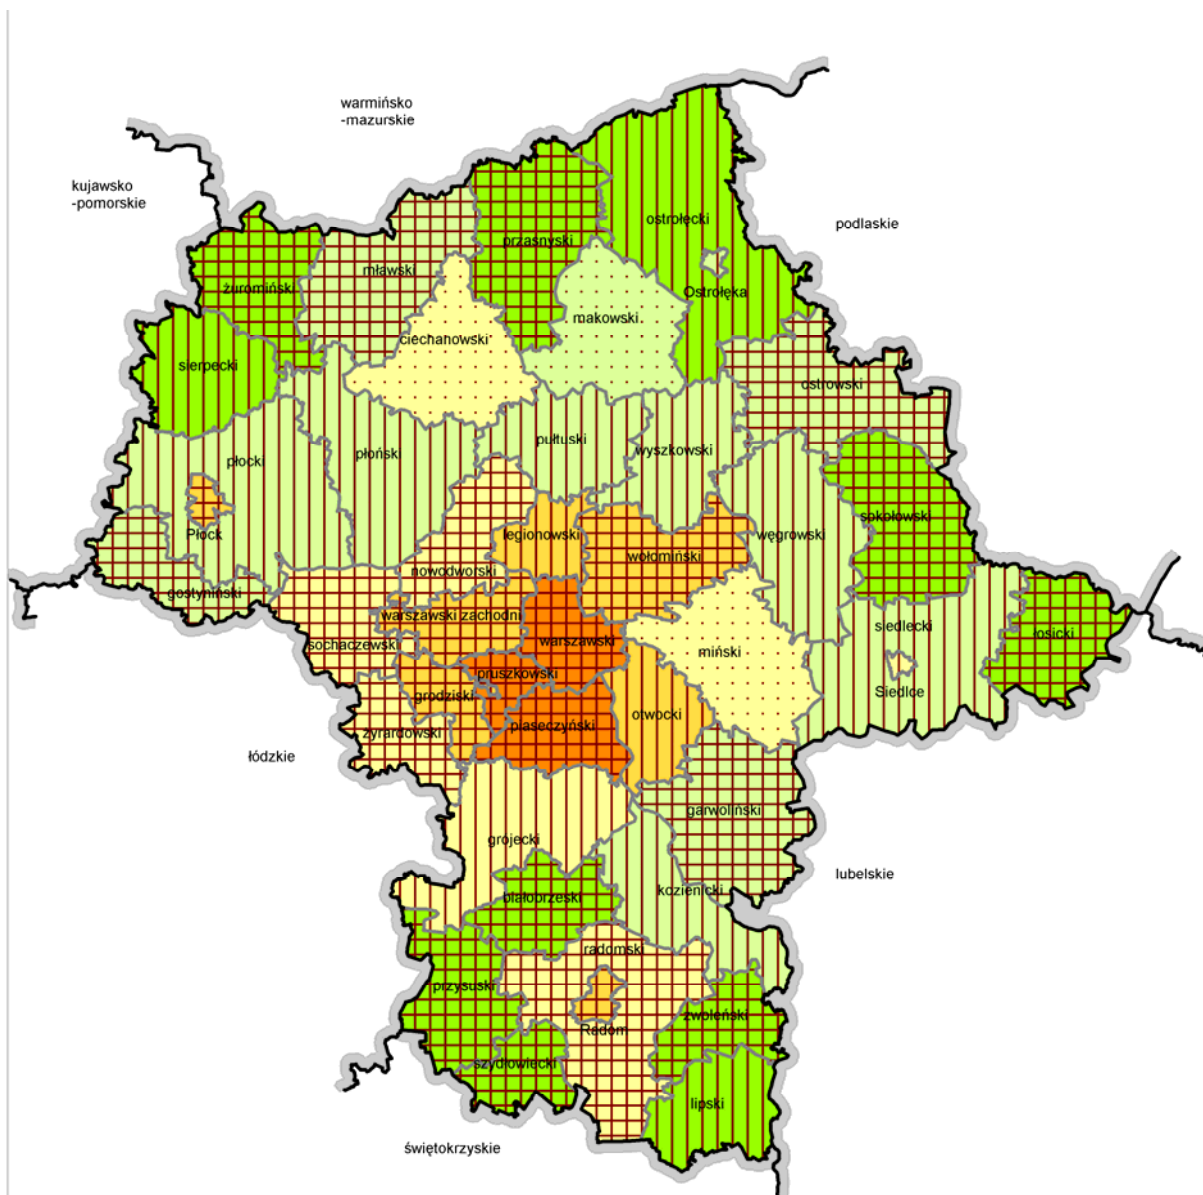 warmińsko
-mazurskie
kujawsko
-pomorskie
podlaskie
ostrołęcki
przasnyski
mławski
żuromiński
Ostrołęka
makowski
ciechanowski
sierpecki
ostrowski
pułtuski
wyszkowski
płocki
płońsk
sokołowski
Płock
legionowski
węgrowski
wołomiński
nowodworski
gostyniński
warszawski zachodni
siedlecki
łosicki
sochaczewski
warszawski
miński
pruszkowski
Siedlce
grodziski
otwocki
piaseczyński
żyrardowski
łódzkie
garwoliński
grojecki
lubelskie
kozienicki
białobrzeski
radomski
przysuski
zwoleński
Radom
szydłowiecki
lipski
świętokrzyskie